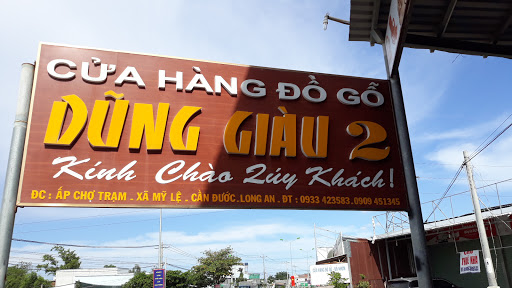 CỬA HÀNG ĐỒ GỖ
DŨNG GIÀU 2
Kính Chào Qúy Khách!
ĐC : ẤP CHỢ TRẠM . XÃ MỸ LỆ . CẦN ĐƯỚC . LONG AN . ĐT : 0933 423583. 0909 451345